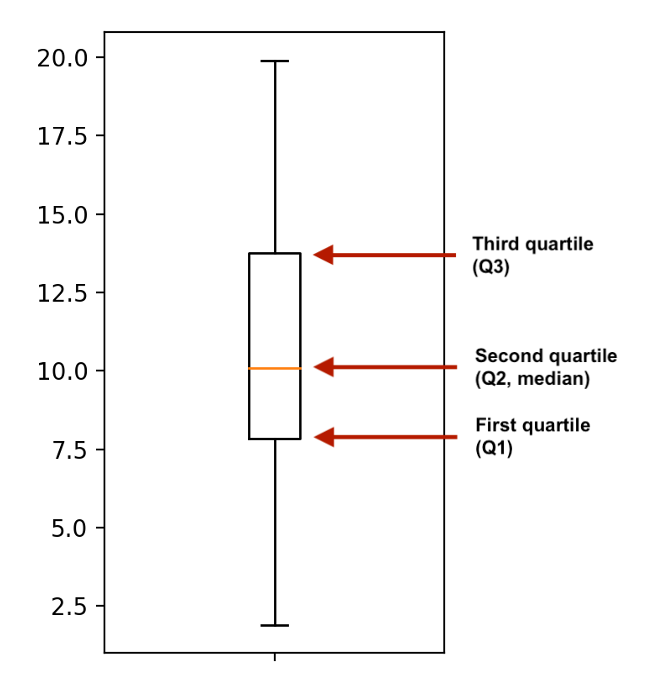 20.0
17.5
15.0
12.5
10.0
7.5
5.0
2.5
Third quartile
(Q3)
Second quartile
(Q2, median)
First quartile
(Q1)